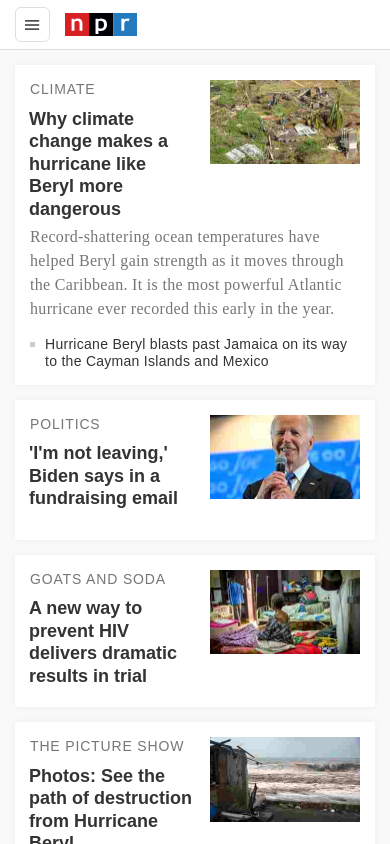 npr
CLIMATE
Why climate
change makes a
hurricane like
Beryl more
dangerous
Record-shattering ocean temperatures have
helped Beryl gain strength as it moves through
the Caribbean. It is the most powerful Atlantic
hurricane ever recorded this early in the year.
Hurricane Beryl blasts past Jamaica on its way
to the Cayman Islands and Mexico
POLITICS
'I'm not leaving,'
Biden says in a
fundraising email
Joe
GOATS AND SODA
A new way to
prevent HIV
delivers dramatic
results in trial
THE PICTURE SHOW
Photos: See the
path of destruction
from Hurricane
Beryl